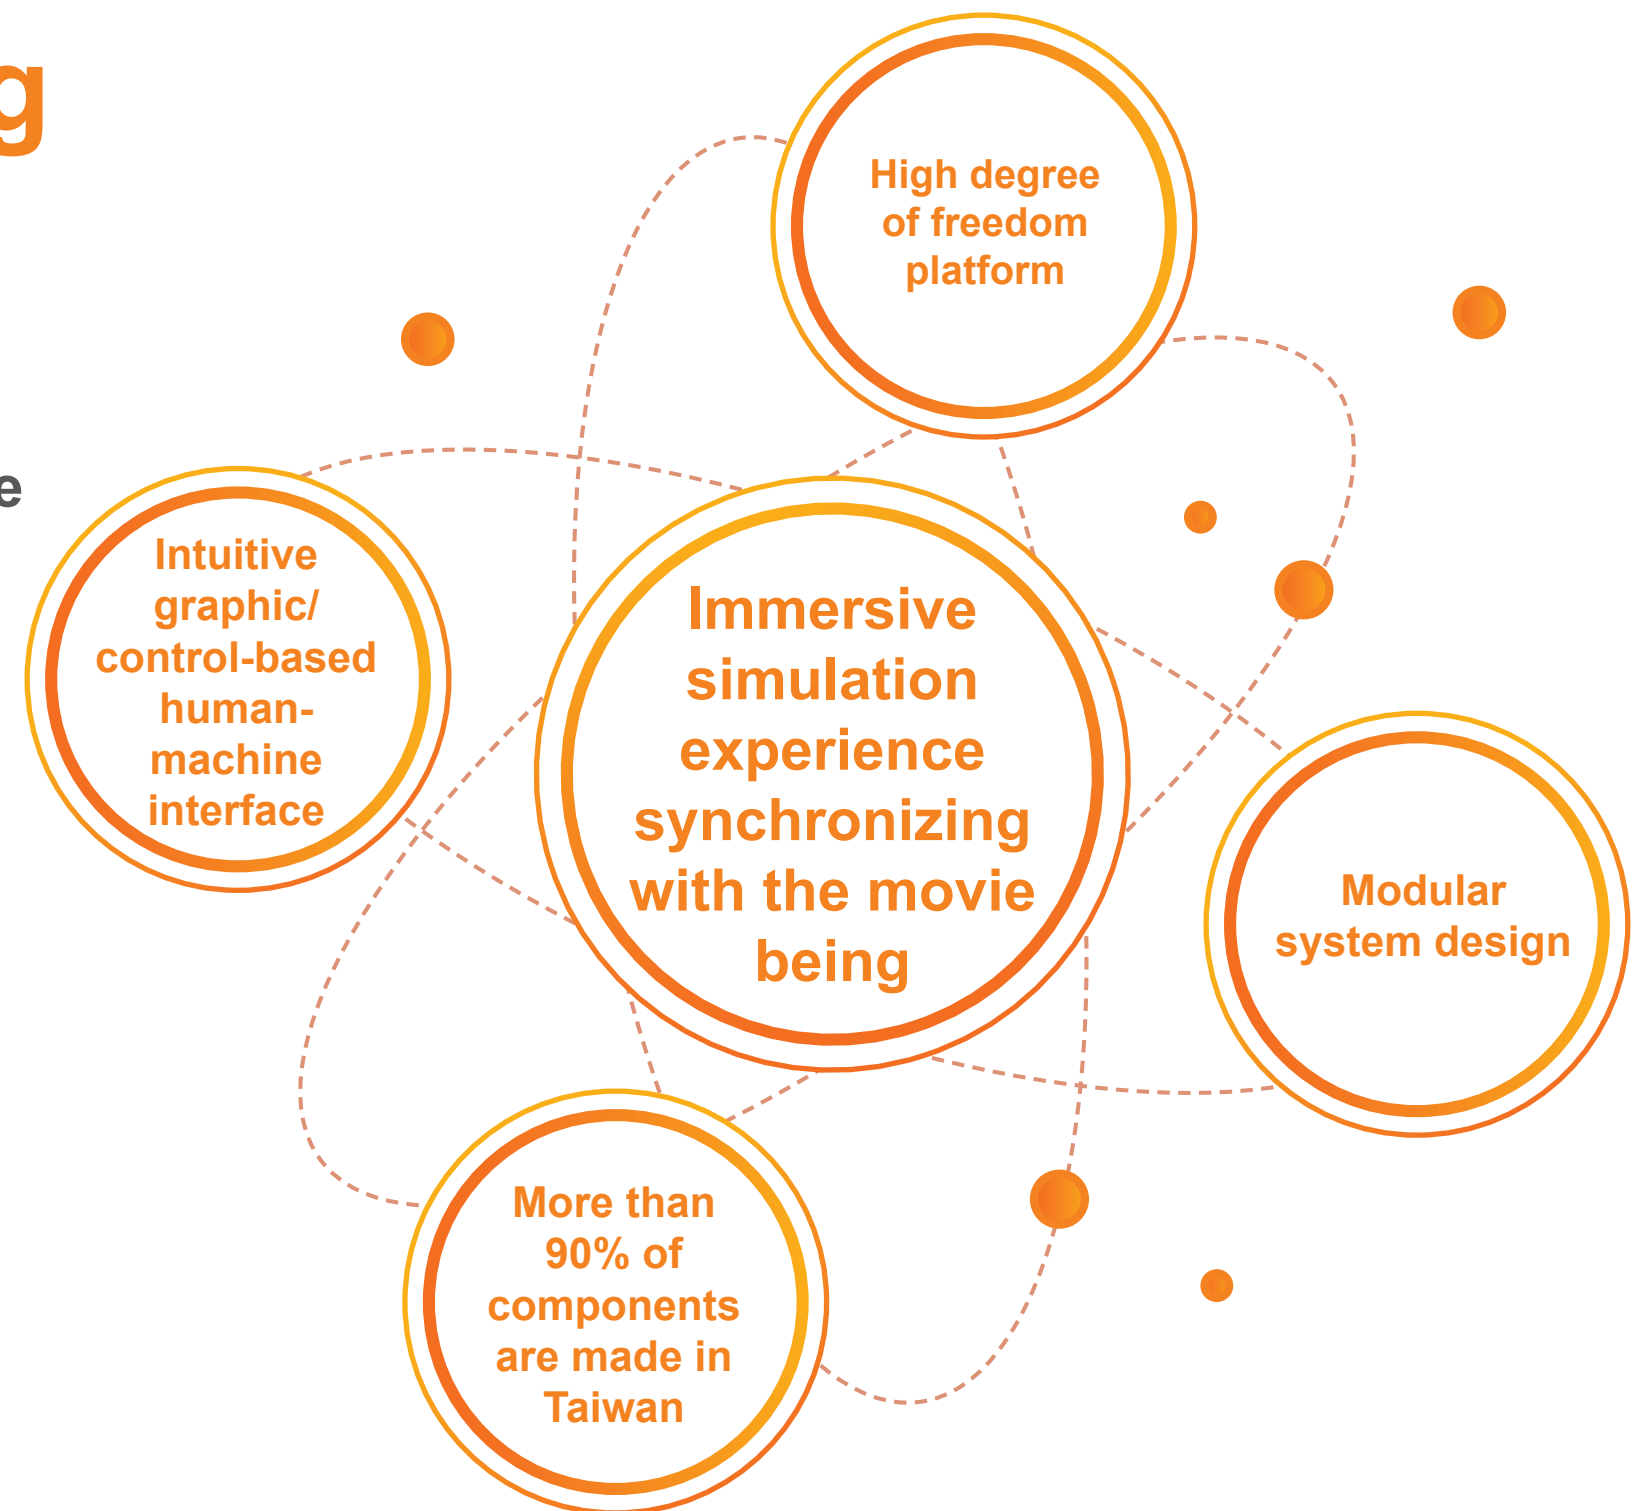 g
High degree
of freedom
platform
e
Intuitive
graphic/
control-based
human-
machine
interface
Immersive
simulation
experience
synchronizing
with the movie
being
Modular
system design
More than
90% of
components
are made in
Taiwan